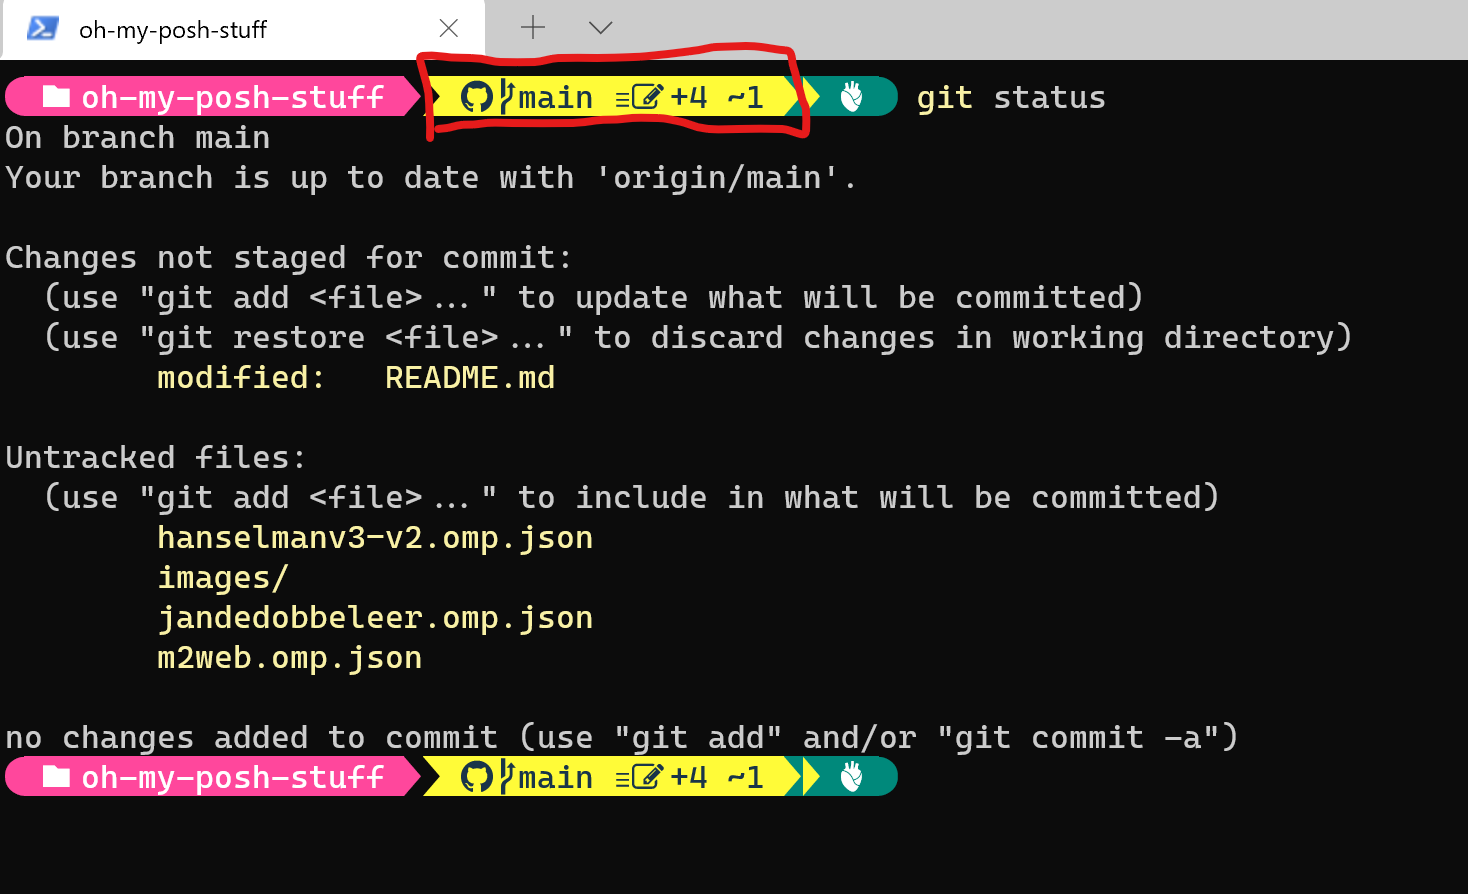 oh-my-posh-stuff
oh-my-posh-stuff main ≡ +4 ~1 git status
On branch main
Your branch is up to date with 'origin/main'.
Changes not staged for commit:
(use "git add <file>..." to update what will be committed)
(use "git restore <file>..." to discard changes in working directory)
modified: README.md
Untracked files:
(use "git add <file>..." to include in what will be committed)
hanselmanv3-v2.omp.json
images/
jandedobbeleer.omp.json
m2web.omp.json
no changes added to commit (use "git add" and/or "git commit -a")
oh-my-posh-stuff main ≡ +4 ~1